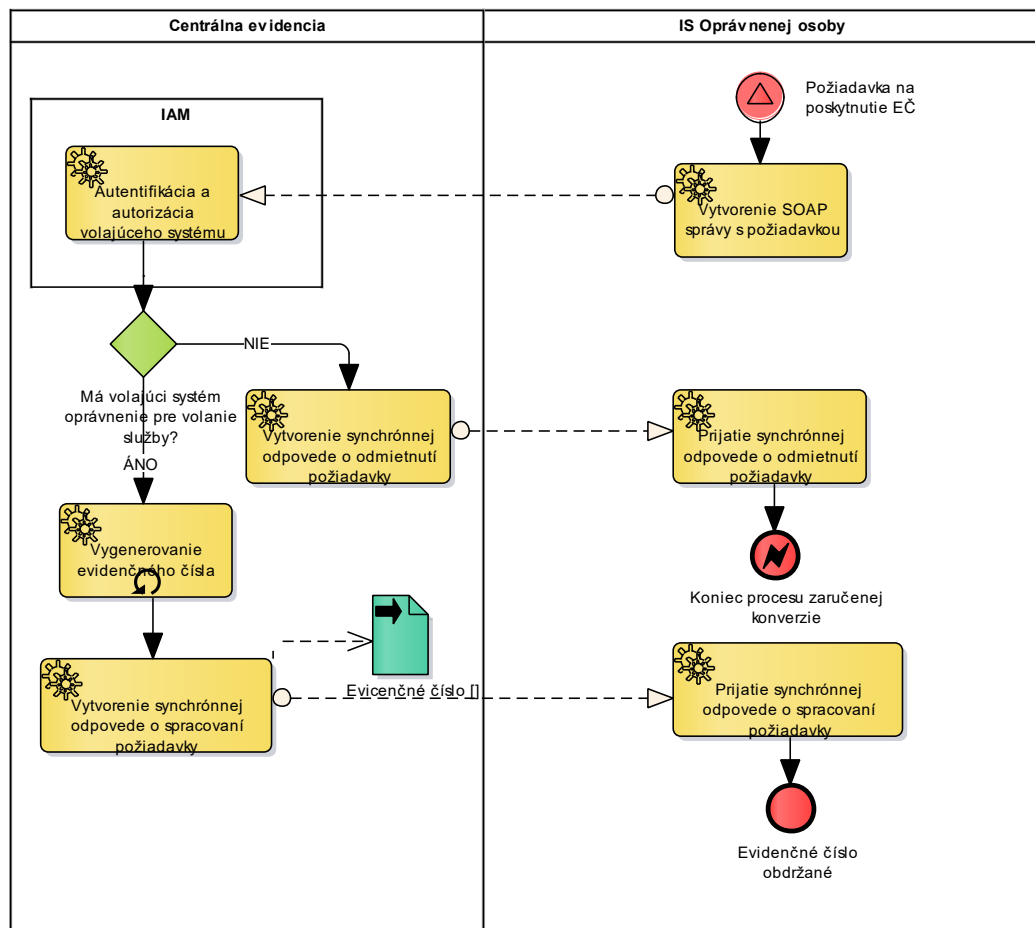 Centrálna evidencia
IS Oprávnenej osoby
IAM
Požiadavka na
poskytnutie EČ
Autentifikácia a
autorizácia
volajúceho systému
Vytvorenie SOAP
správy s požiadavkou
NIE
Má volajúci systém
oprávnenie pre volanie
služby?
ÁNO
Vytvorenie synchrónnej
odpovede o odmietnutí
požiadavky
Prijatie synchrónnej
odpovede o odmietnutí
požiadavky
Vygenerovanie
evidenčného čísla
Koniec procesu zaručenej
konverzie
Evicenčné číslo []
Vytvorenie synchrónnej
odpovede o spracovaní
požiadavky
Prijatie synchrónnej
odpovede o spracovaní
požiadavky
Evidenčné číslo
obdržané